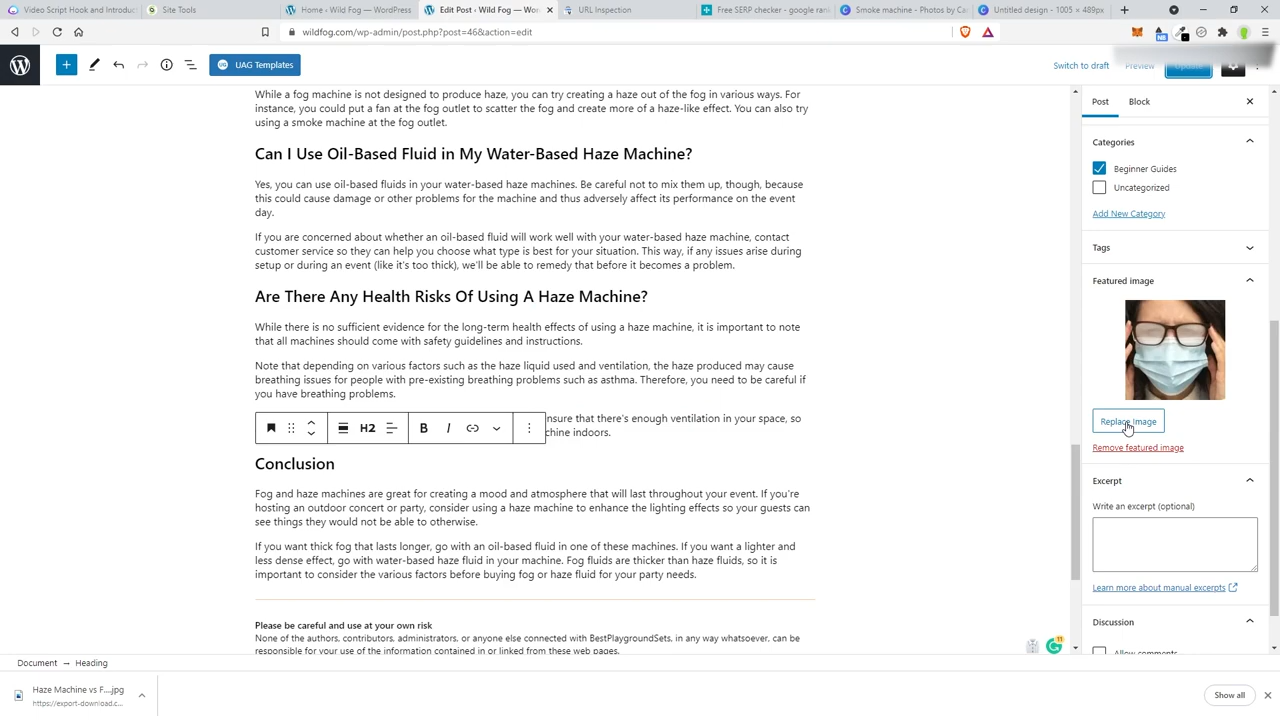 Video Script Hook and Introduct
Site Tools
Home ‹ Wild Fog — WordPress
Edit Post ‹ Wild Fog — Wor
URL Inspection
Free SERP checker - google rank
Smoke machine - Photos by Ca
Untitled design - 1005 × 489px
wildfog.com/wp-admin/post.php?post=46&action=edit
UAG Templates
Switch to draft
Preview
Update
While a fog machine is not designed to produce haze, you can try creating a haze out of the fog in various ways. For
instance, you could put a fan at the fog outlet to scatter the fog and create more of a haze-like effect. You can also try
using a smoke machine at the fog outlet.
Can I Use Oil-Based Fluid in My Water-Based Haze Machine?
Yes, you can use oil-based fluids in your water-based haze machines. Be careful not to mix them up, though, because
this could cause damage or other problems for the machine and thus adversely affect its performance on the event
day.
If you are concerned about whether an oil-based fluid will work well with your water-based haze machine, contact
customer service so they can help you choose what type is best for your situation. This way, if any issues arise during
setup or during an event (like it's too thick), we'll be able to remedy that before it becomes a problem.
Are There Any Health Risks Of Using A Haze Machine?
While there is no sufficient evidence for the long-term health effects of using a haze machine, it is important to note
that all machines should come with safety guidelines and instructions.
Note that depending on various factors such as the haze liquid used and ventilation, the haze produced may cause
breathing issues for people with pre-existing breathing problems such as asthma. Therefore, you need to be careful if
you have breathing problems.
nsure that there's enough ventilation in your space, so
chine indoors.
H2
B
I
Conclusion
Fog and haze machines are great for creating a mood and atmosphere that will last throughout your event. If you're
hosting an outdoor concert or party, consider using a haze machine to enhance the lighting effects so your guests can
see things they would not be able to otherwise.
If you want thick fog that lasts longer, go with an oil-based fluid in one of these machines. If you want a lighter and
less dense effect, go with water-based haze fluid in your machine. Fog fluids are thicker than haze fluids, so it is
important to consider the various factors before buying fog or haze fluid for your party needs.
Please be careful and use at your own risk
None of the authors, contributors, administrators, or anyone else connected with BestPlaygroundSets, in any way whatsoever, can be
responsible for your use of the information contained in or linked from these web pages.
Post
Block
Categories
Beginner Guides
Uncategorized
Add New Category
Tags
Featured image
Replace Image
Remove featured image
Excerpt
Write an excerpt (optional)
Learn more about manual excerpts
Discussion
Allow comments
11
Document → Heading
Haze Machine vs F....jpg
https://export-download.c...
Show all